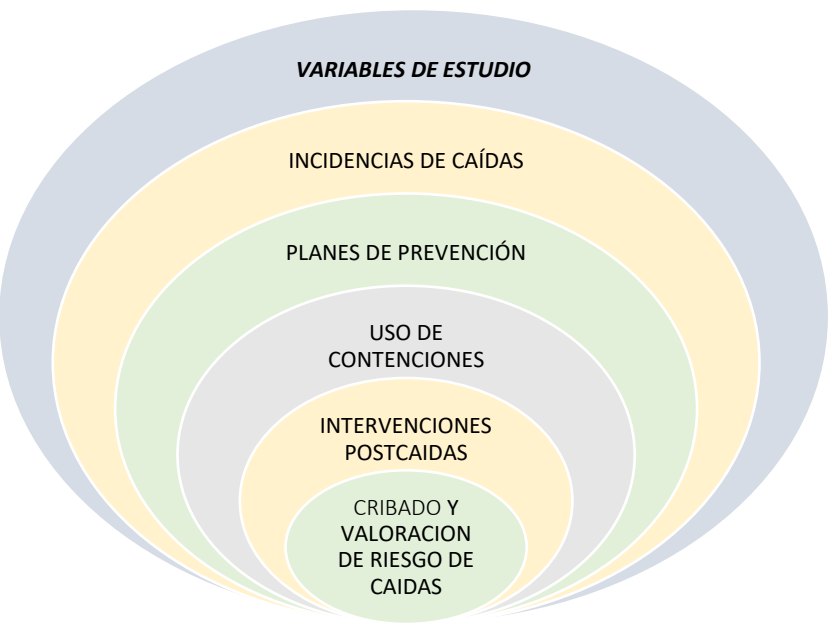 VARIABLES DE ESTUDIO
INCIDENCIAS DE CAÍDAS
PLANES DE PREVENCIÓN
USO DE
CONTENCIONES
INTERVENCIONES
POSTCAIDAS
CRIBADO Y
VALORACION
DE RIESGO DE
CAIDAS